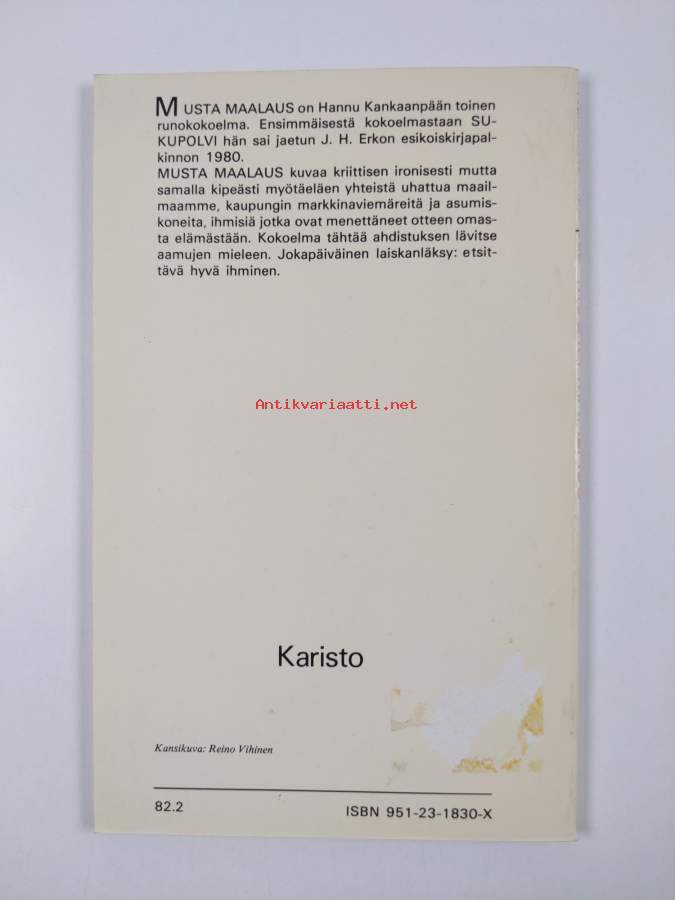 MUSTA MAALAUS on Hannu Kankaanpään toinen
runokokoelma. Ensimmäisestä kokoelmastaan SU-
KUPOLVI hän sai jaetun J. H. Erkon esikoiskirjapal-
kinnon 1980.
MUSTA MAALAUS kuvaa kriittisen ironisesti mutta
samalla kipeästi myötäeläen yhteistä uhattua maail-
maamme, kaupungin markkinaviemäreitä ja asumis-
koneita, ihmisiä jotka ovat menettäneet otteen omas-
ta elämästään. Kokoelma tähtää ahdistuksen lävitse
aamujen mieleen. Jokapäiväinen laiskanläksy: etsit-
tävä hyvä ihminen.
Antikvariaatti.net
Karisto
Kansikuva: Reino Vihinen
82.2 ISBN 951-23-1830-X